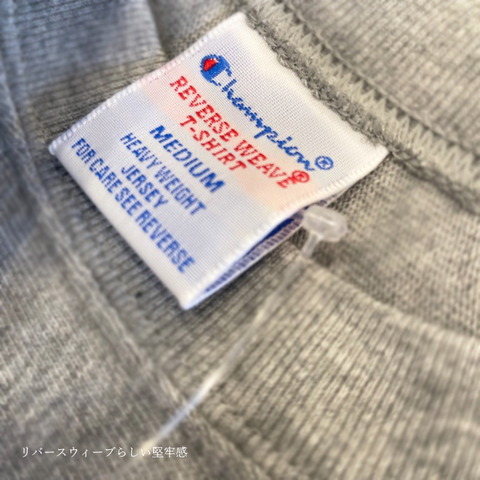 Champion®
REVERSE WEAVE®
T-SHIRT
MEDIUM
HEAVY WEIGHT
JERSEY
FOR CARE SEE REVERSE
リバースウィーブらしい堅牢感